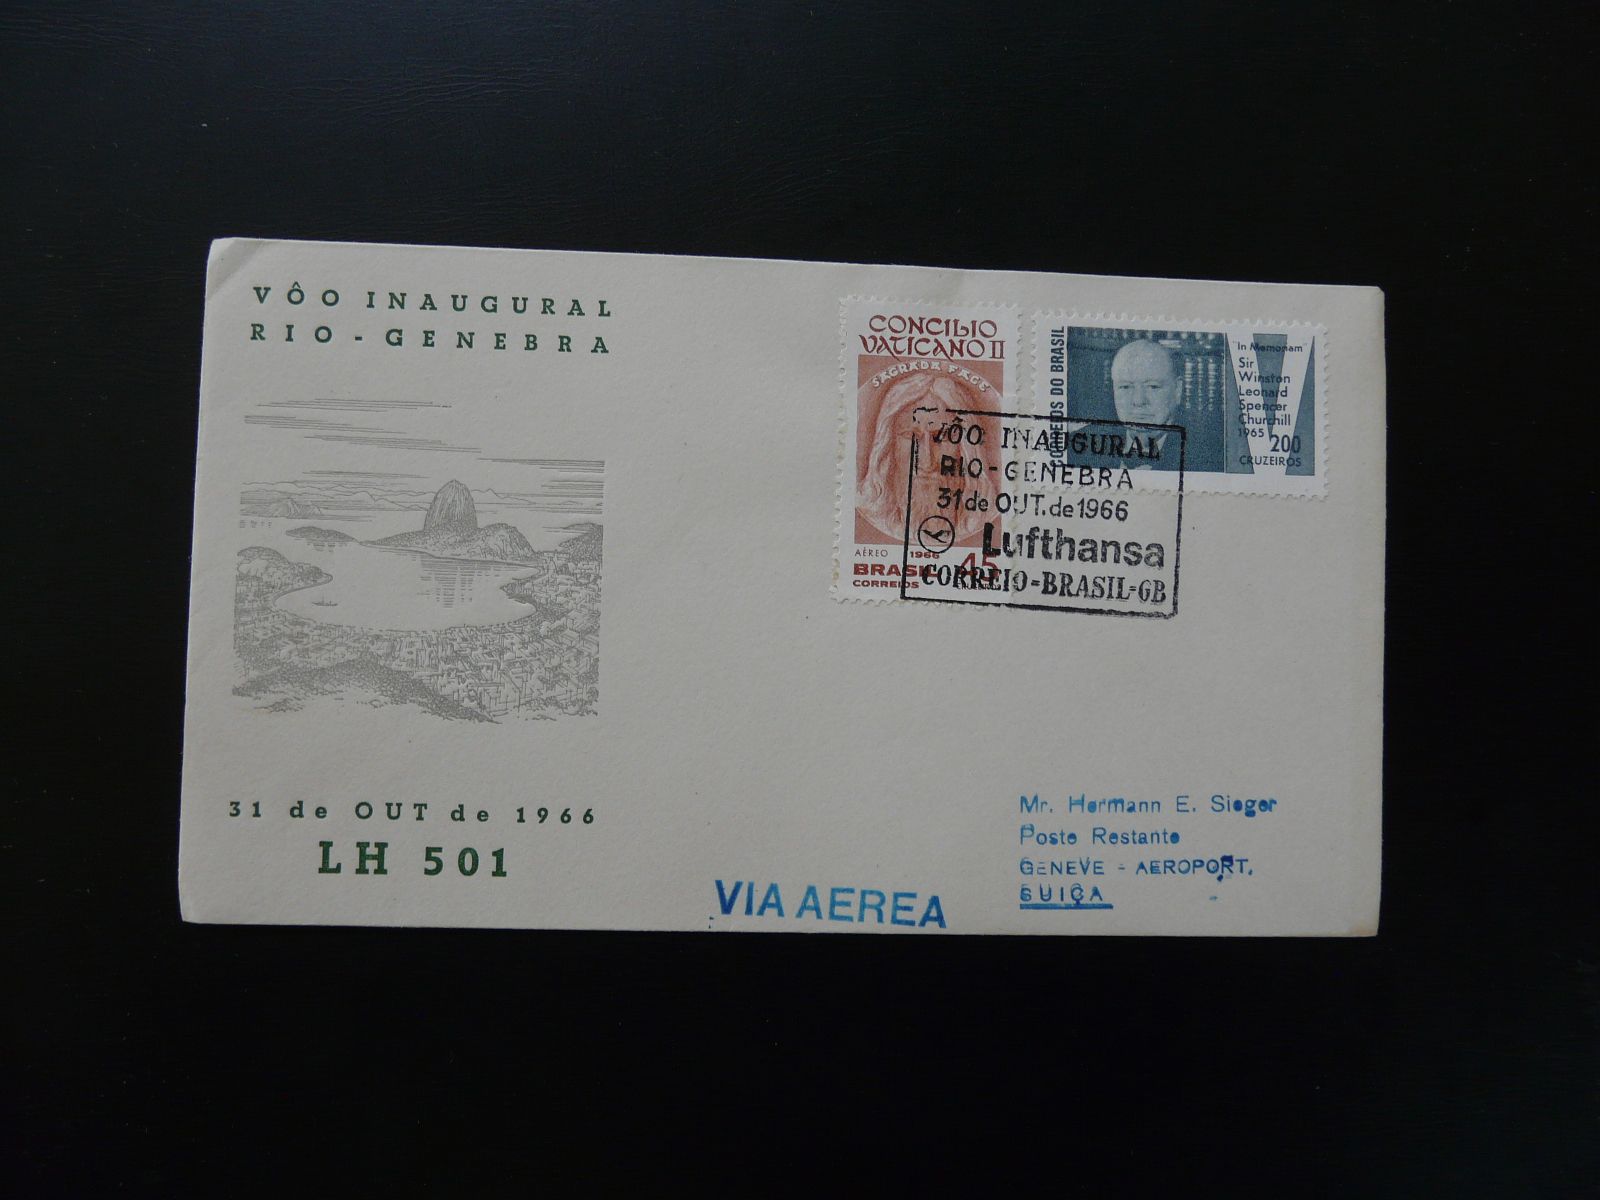 VÔO INAUGURAL
RIO - GENEBRA
CONCILIO
VATICANO II
SAGRADA FACE
AÉREO 1966
BRASIL 45
CORREIOS
CORREIOS DO BRASIL
"In Memoriam"
Sir
Winston
Leonard
Spencer
Churchill
1965
200
CRUZEIROS
VÔO INAUGURAL
RIO-GENEBRA
31 de OUT. de 1966
Lufthansa
CORREIO-BRASIL-GB
31 de OUT de 1966
LH 501
VIA AEREA
Mr. Hermann E. Sieger
Poste Restante
GENEVE - AEROPORT.
SUIÇA